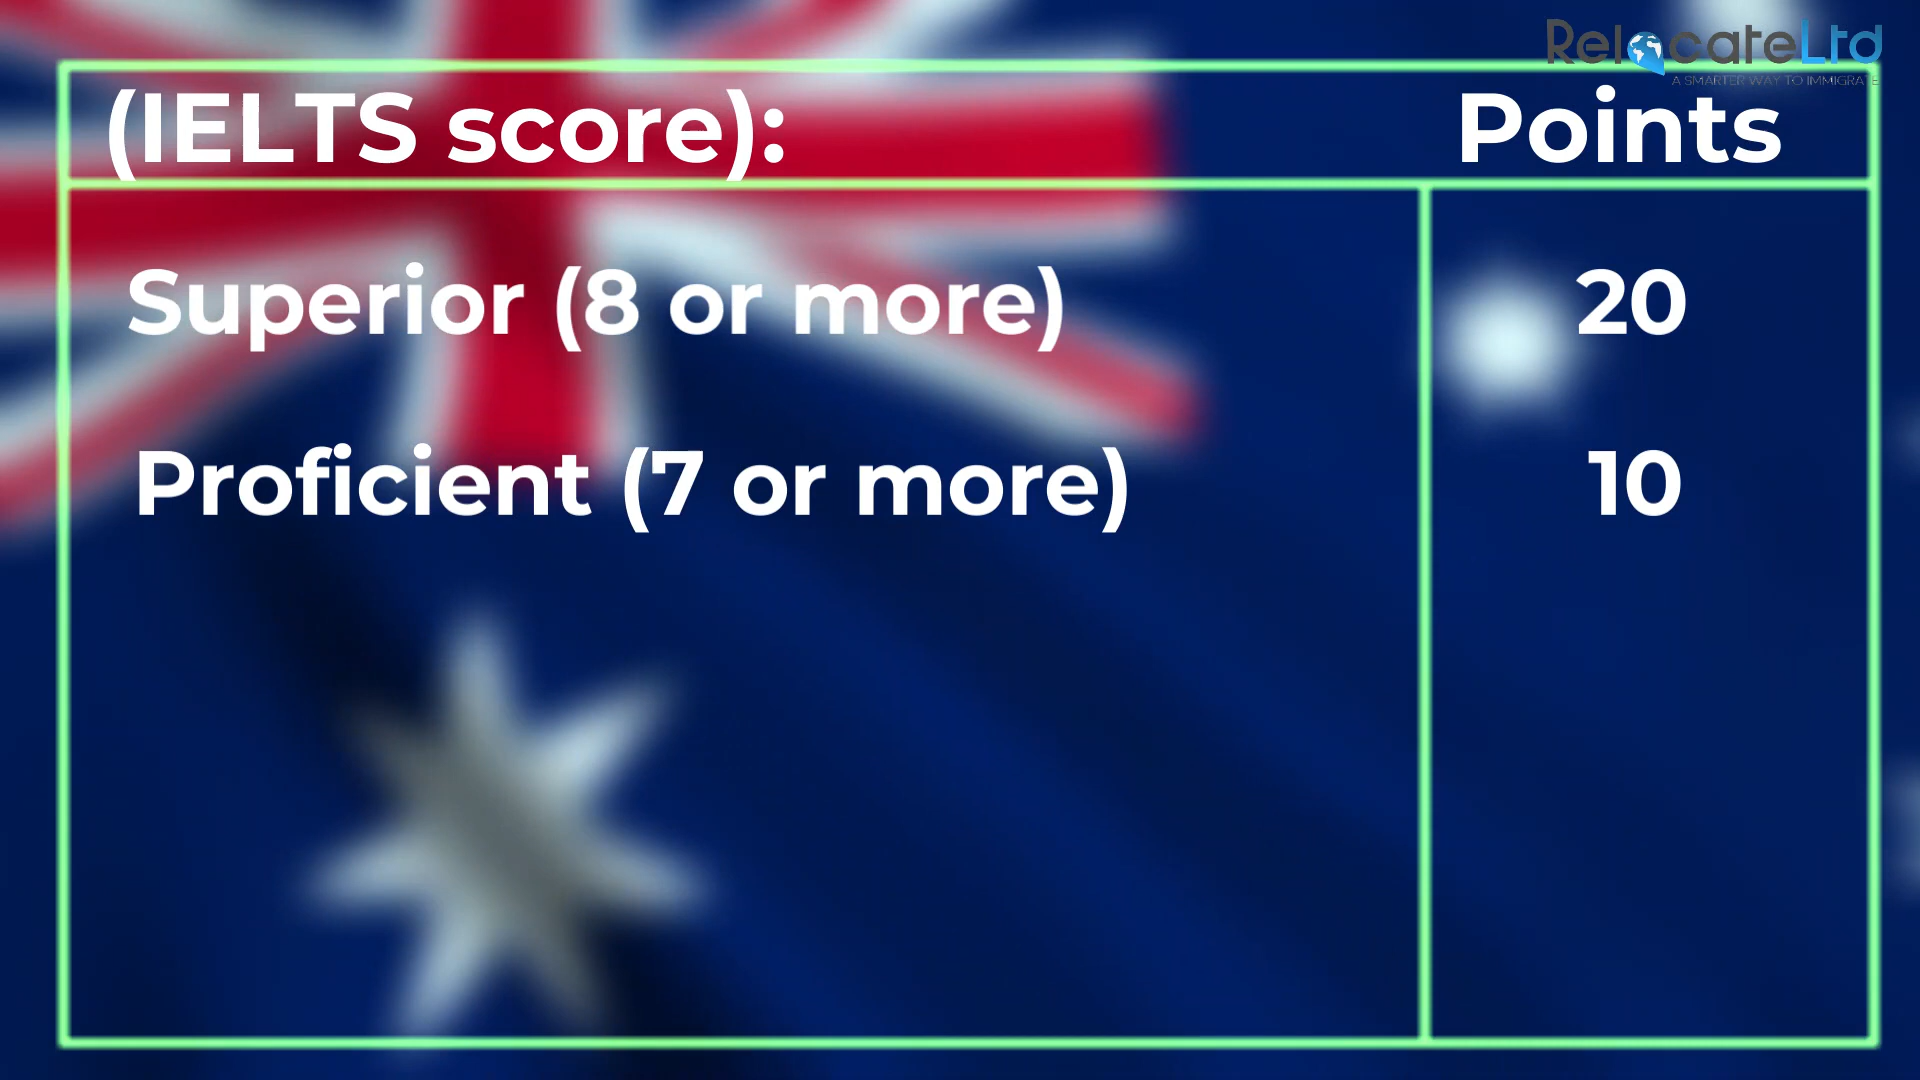 RelocateLtd
A SMARTER WAY TO IMMIGRATE
(IELTS score): Points
Superior (8 or more) 20
Proficient (7 or more) 10